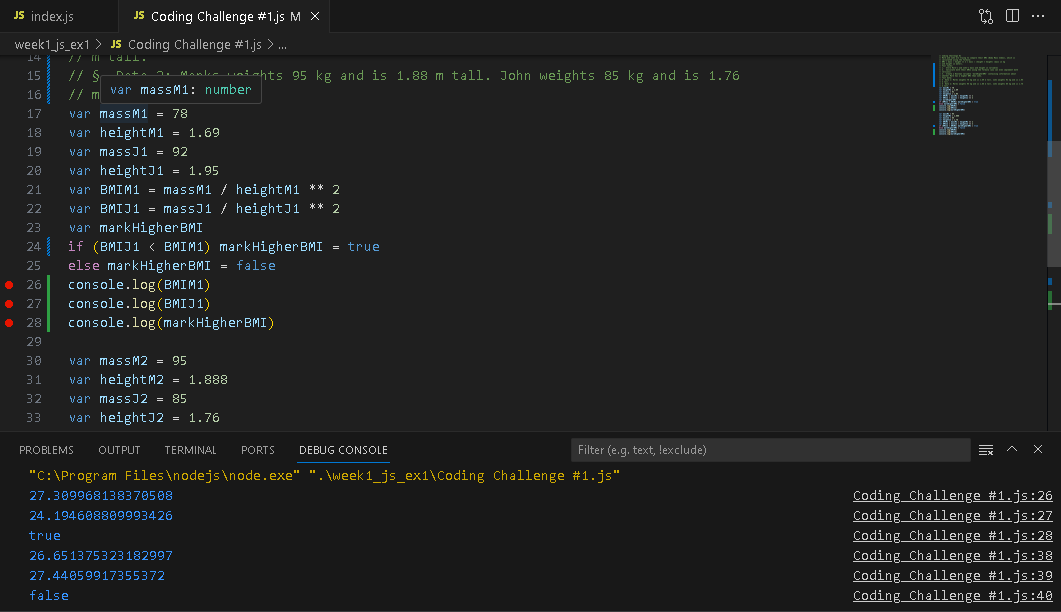 JS index.js
JS Coding Challenge #1.js M
week1_js_ex1 > JS Coding Challenge #1.js > ...
14 // m tall.
15 // § Data 2: Marks weights 95 kg and is 1.88 m tall. John weights 85 kg and is 1.76
var massM1: number
16 // m
17 var massM1 = 78
18 var heightM1 = 1.69
19 var massJ1 = 92
20 var heightJ1 = 1.95
21 var BMIM1 = massM1 / heightM1 ** 2
22 var BMIJ1 = massJ1 / heightJ1 ** 2
23 var markHigherBMI
24 if (BMIJ1 < BMIM1) markHigherBMI = true
25 else markHigherBMI = false
26 console.log(BMIM1)
27 console.log(BMIJ1)
28 console.log(markHigherBMI)
29
30 var massM2 = 95
31 var heightM2 = 1.888
32 var massJ2 = 85
33 var heightJ2 = 1.76
PROBLEMS OUTPUT TERMINAL PORTS DEBUG CONSOLE Filter (e.g. text, !exclude)
"C:\Program Files\nodejs\node.exe" ".\week1_js_ex1\Coding Challenge #1.js"
27.309968138370508 Coding Challenge #1.js:26
24.194608809993426 Coding Challenge #1.js:27
true Coding Challenge #1.js:28
26.651375323182997 Coding Challenge #1.js:38
27.44059917355372 Coding Challenge #1.js:39
false Coding Challenge #1.js:40